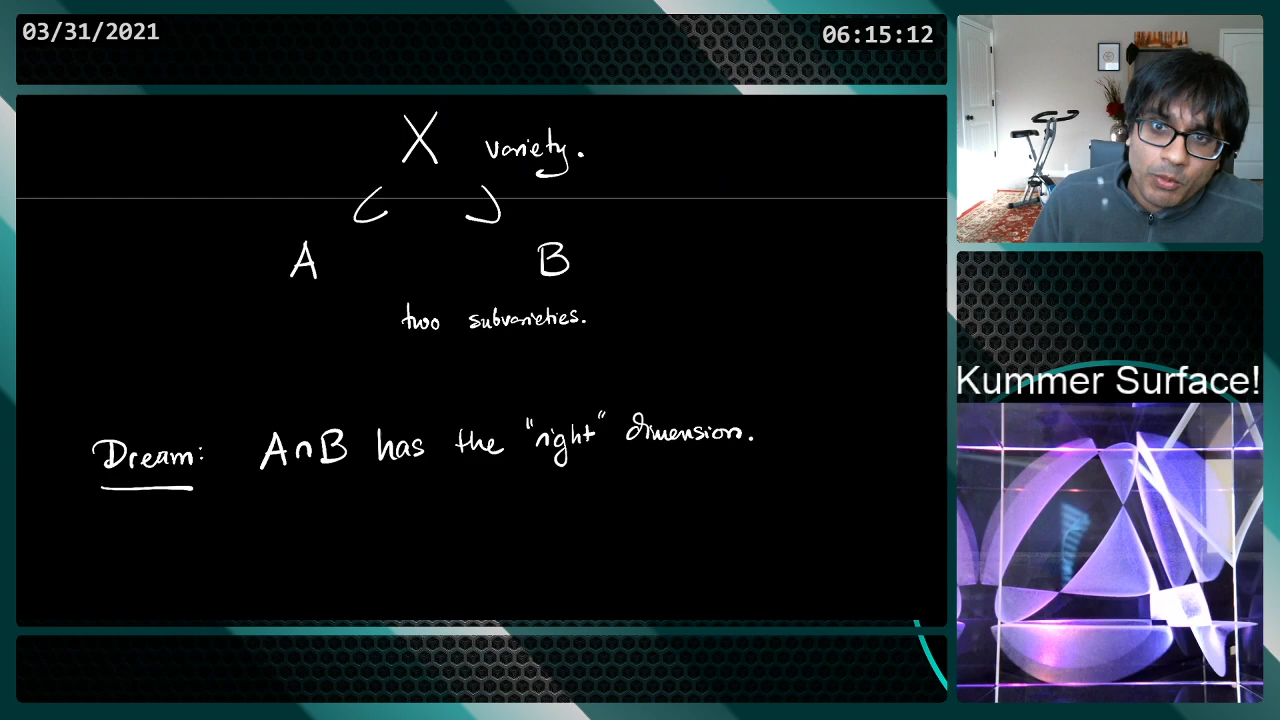 03/31/2021
06:15:12
X variety.
A B
two subvarieties.
Dream: A∩B has the "right" dimension.
Kummer Surface!